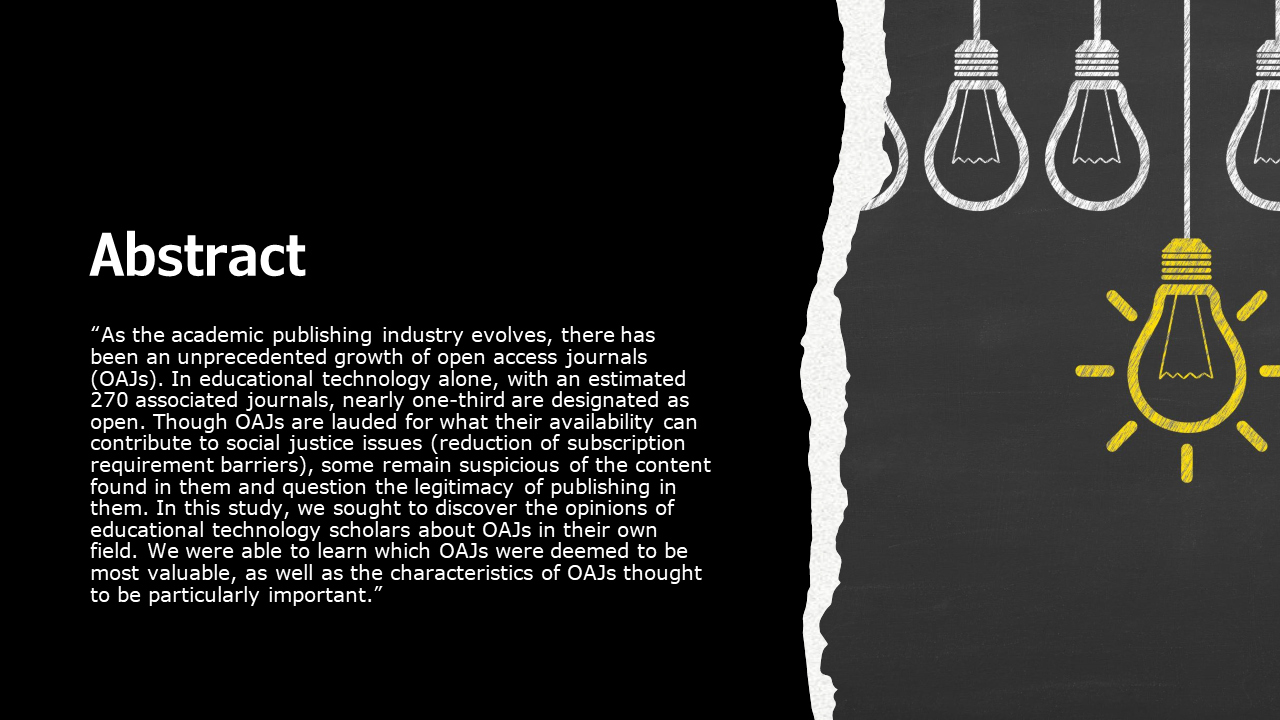 Abstract
“As the academic publishing industry evolves, there has
been an unprecedented growth of open access journals
(OAJs). In educational technology alone, with an estimated
270 associated journals, nearly one-third are designated as
open. Though OAJs are lauded for what their availability can
contribute to social justice issues (reduction of subscription
requirement barriers), some remain suspicious of the content
found in them and question the legitimacy of publishing in
them. In this study, we sought to discover the opinions of
educational technology scholars about OAJs in their own
field. We were able to learn which OAJs were deemed to be
most valuable, as well as the characteristics of OAJs thought
to be particularly important.”